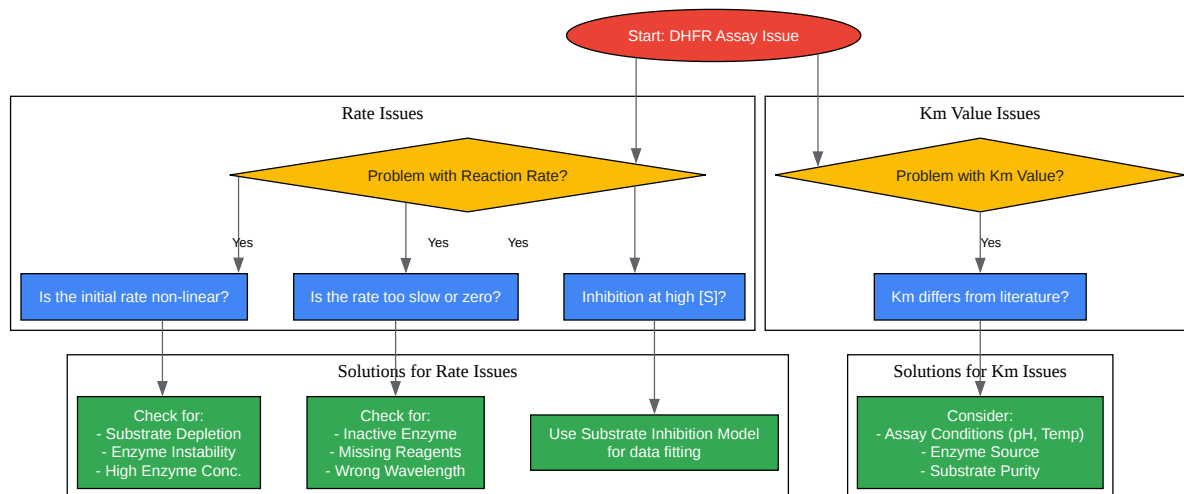 Start: DHFR Assay Issue
Rate Issues
Km Value Issues
Problem with Reaction Rate?
Problem with Km Value?
Yes
Yes
Yes
Yes
Is the initial rate non-linear?
Is the rate too slow or zero?
Inhibition at high [S]?
Km differs from literature?
Solutions for Rate Issues
Solutions for Km Issues
Check for:
- Substrate Depletion
- Enzyme Instability
- High Enzyme Conc.
Check for:
- Inactive Enzyme
- Missing Reagents
- Wrong Wavelength
Use Substrate Inhibition Model
for data fitting
Consider:
- Assay Conditions (pH, Temp)
- Enzyme Source
- Substrate Purity